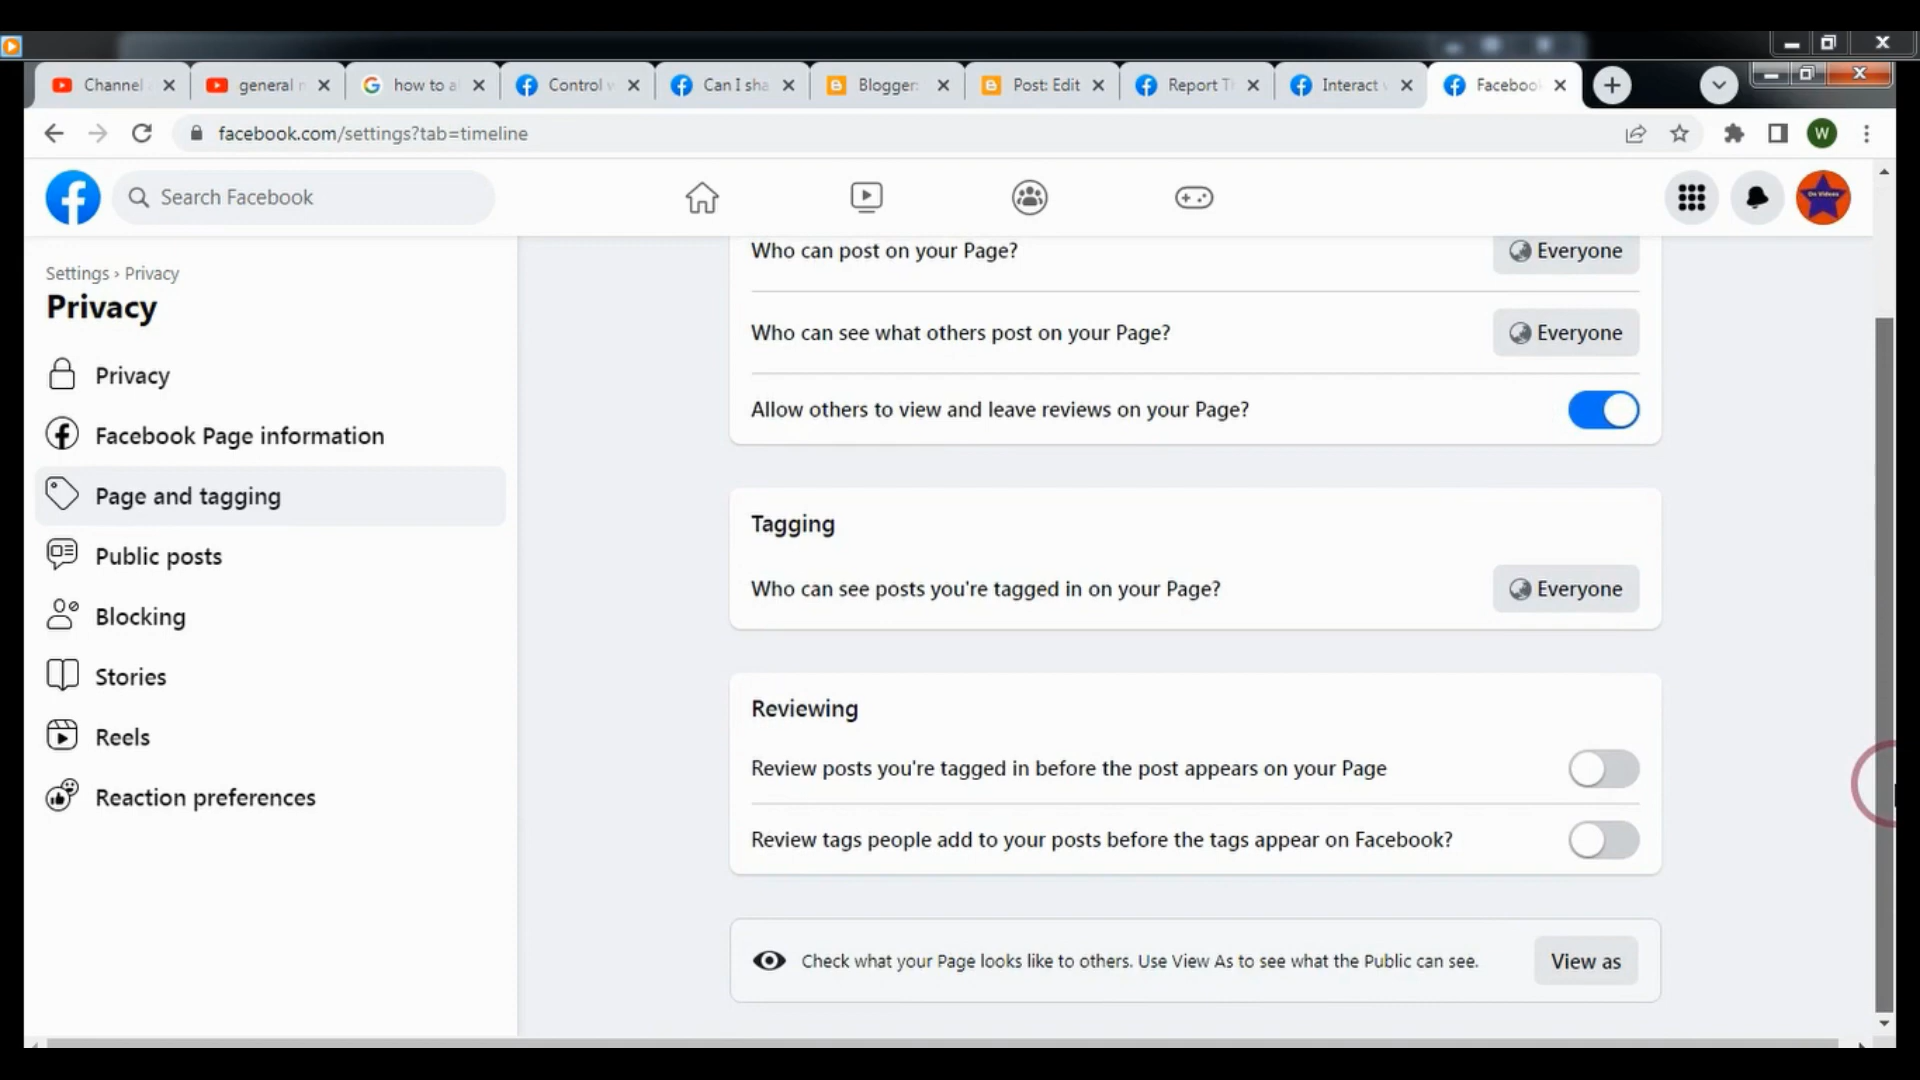 Channel
general
how to a
Control
Can I sha
Blogger:
Post: Edit
Report T
Interact
Facebook
facebook.com/settings?tab=timeline
W
Search Facebook
On Videos
Settings › Privacy
Privacy
Privacy
Facebook Page information
Page and tagging
Public posts
Blocking
Stories
Reels
Reaction preferences
Who can post on your Page?
Everyone
Who can see what others post on your Page?
Everyone
Allow others to view and leave reviews on your Page?
Tagging
Who can see posts you're tagged in on your Page?
Everyone
Reviewing
Review posts you're tagged in before the post appears on your Page
Review tags people add to your posts before the tags appear on Facebook?
Check what your Page looks like to others. Use View As to see what the Public can see.
View as